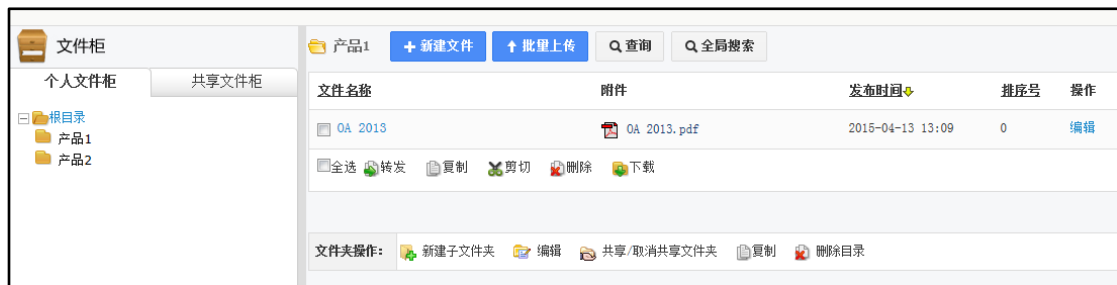 文件柜
个人文件柜 共享文件柜
根目录
产品1
产品2
产品1 新建文件 批量上传 查询 全局搜索
文件名称 附件 发布时间 排序号 操作
OA 2013 OA 2013.pdf 2015-04-13 13:09 0 编辑
全选 转发 复制 剪切 删除 下载
文件夹操作: 新建子文件夹 编辑 共享/取消共享文件夹 复制 删除目录